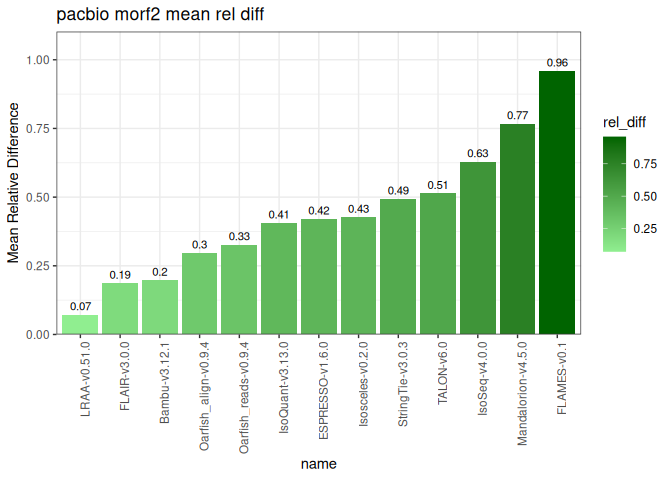 pacbio morf2 mean rel diff
Mean Relative Difference
1.00
0.75
0.50
0.25
0.00
0.07
0.19
0.2
0.3
0.33
0.41
0.42
0.43
0.49
0.51
0.63
0.77
0.96
LRAA-v0.51.0
FLAIR-v3.0.0
Bambu-v3.12.1
Oarfish_align-v0.9.4
Oarfish_reads-v0.9.4
IsoQuant-v3.13.0
ESPRESSO-v1.6.0
Isosceles-v0.2.0
StringTie-v3.0.3
TALON-v6.0
IsoSeq-v4.0.0
Mandalorion-v4.5.0
FLAMES-v0.1
name
rel_diff
0.75
0.50
0.25